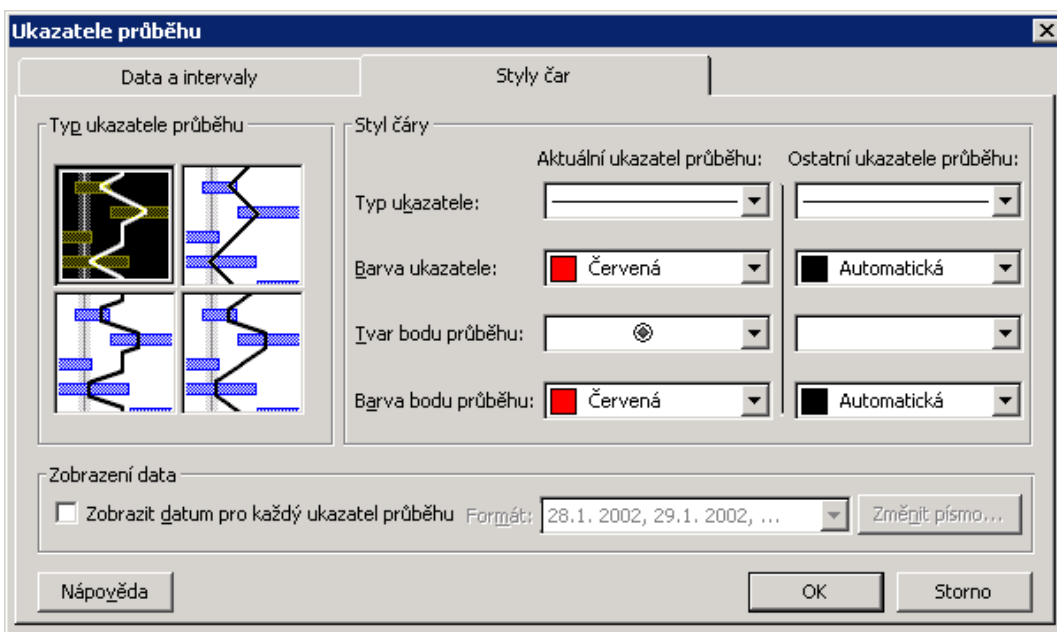 Ukazatele průběhu
Data a intervaly
Styly čar
Typ ukazatele průběhu
Styl čáry
Aktuální ukazatel průběhu:
Ostatní ukazatele průběhu:
Typ ukazatele:
Barva ukazatele:
Červená
Automatická
Tvar bodu průběhu:
Barva bodu průběhu:
Červená
Automatická
Zobrazení data
Zobrazit datum pro každý ukazatel průběhu
Formát:
28.1. 2002, 29.1. 2002, ...
Změnit písmo...
Nápověda
OK
Storno